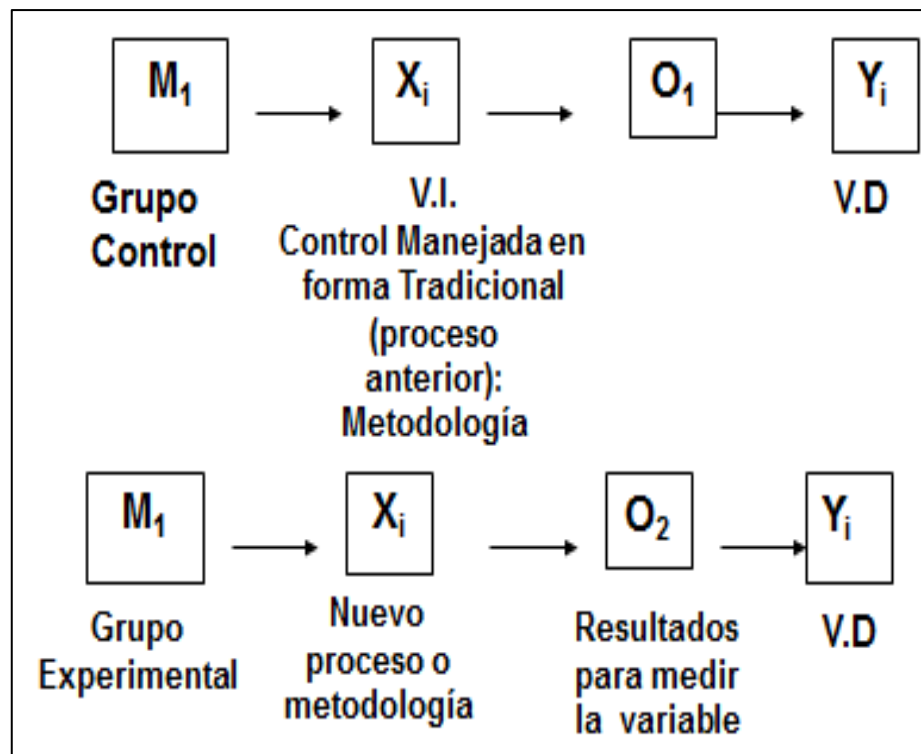 M₁ Xᵢ O₁ Yᵢ
Grupo Control
V.I.
Control Manejada en
forma Tradicional
(proceso
anterior):
Metodología
V.D
M₁ Xᵢ O₂ Yᵢ
Grupo
Experimental
Nuevo
proceso o
metodología
Resultados
para medir
la variable
V.D